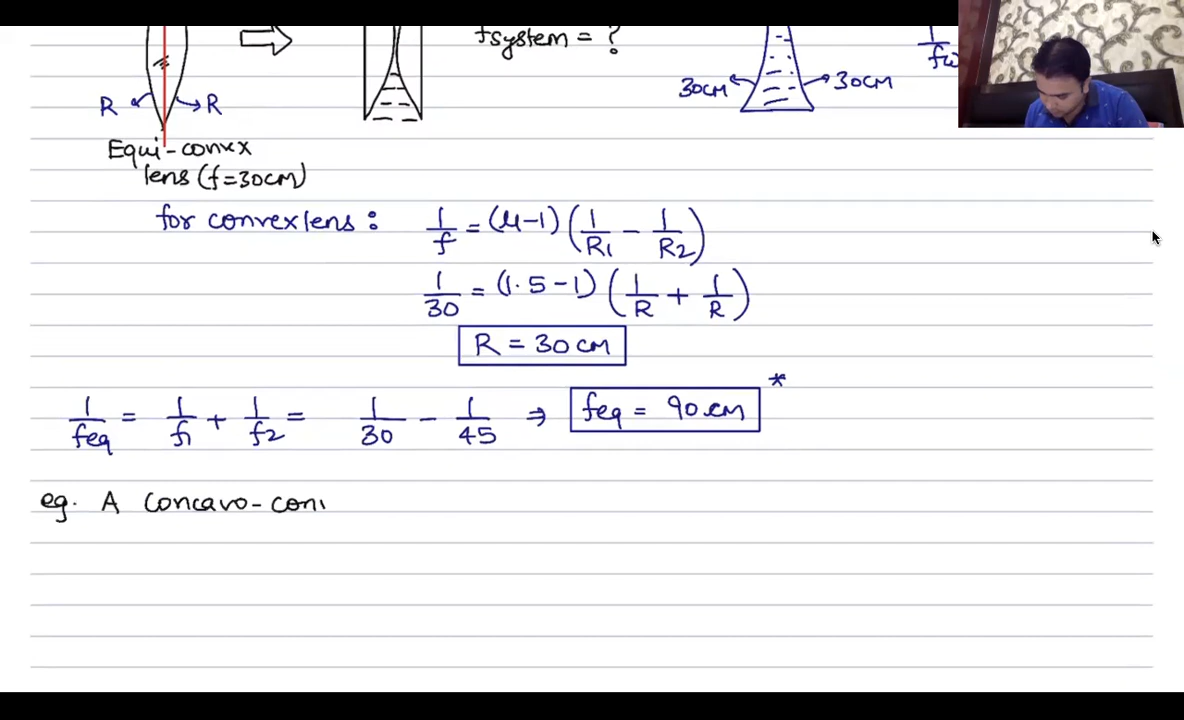 fsystem = ?
1/fω
30cm 30cm
R R
Equi-convex
lens (f=30cm)
for convex lens : 1/f = (μ-1) (1/R1 - 1/R2)
1/30 = (1.5-1) (1/R + 1/R)
R = 30 cm
1/feq = 1/f1 + 1/f2 = 1/30 - 1/45 ⇒ feq = 90 cm *
eg. A Concavo-